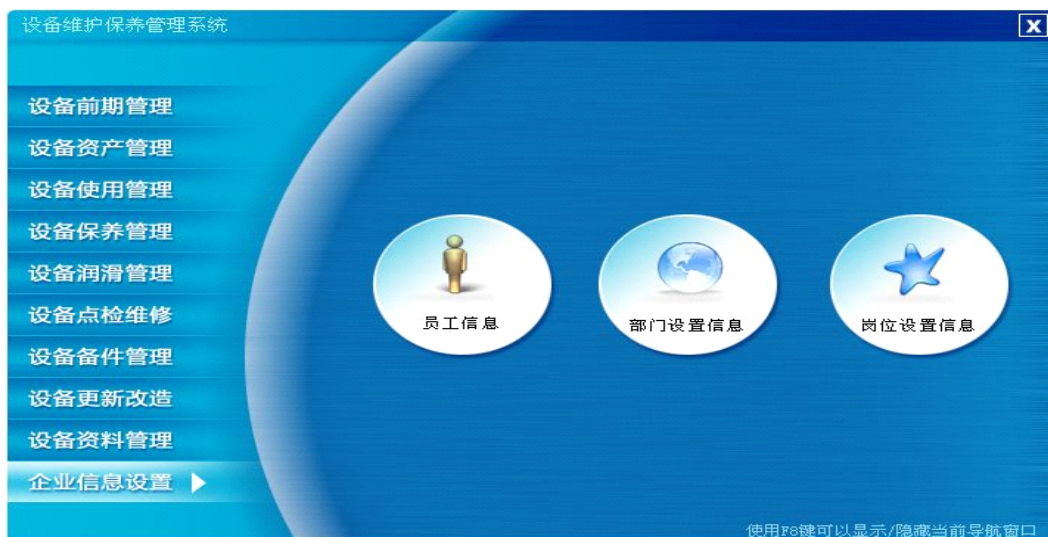 设备维护保养管理系统
设备前期管理
设备资产管理
设备使用管理
设备保养管理
设备润滑管理
设备点检维修
设备备件管理
设备更新改造
设备资料管理
企业信息设置
员工信息
部门设置信息
岗位设置信息
使用F8键可以显示/隐藏当前导航窗口